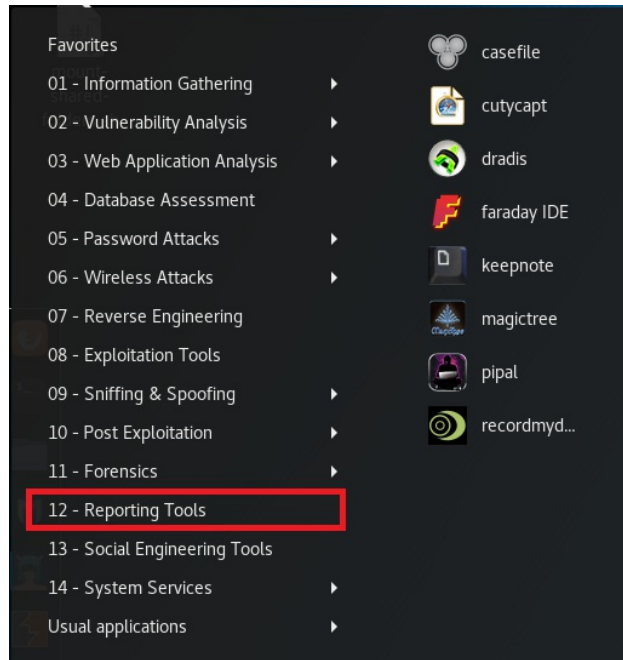 Favorites
01 - Information Gathering
02 - Vulnerability Analysis
03 - Web Application Analysis
04 - Database Assessment
05 - Password Attacks
06 - Wireless Attacks
07 - Reverse Engineering
08 - Exploitation Tools
09 - Sniffing & Spoofing
10 - Post Exploitation
11 - Forensics
12 - Reporting Tools
13 - Social Engineering Tools
14 - System Services
Usual applications
casefile
cutycapt
dradis
faraday IDE
keepnote
magictree
pipal
recordmyd...